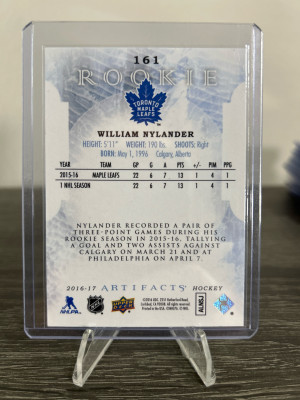 161
ROOKIE
TORONTO
MAPLE
LEAFS
WILLIAM NYLANDER
HEIGHT: 5'11" WEIGHT: 190 lbs. SHOOTS: Right
BORN: May 1, 1996 Calgary, Alberta
YEAR TEAM GP G A PTS +/- PIM PPG
2015-16 MAPLE LEAFS 22 6 7 13 1 4 1
1 NHL SEASON 22 6 7 13 1 4 1
NYLANDER RECORDED A PAIR OF
THREE-POINT GAMES DURING HIS
ROOKIE SEASON IN 2015-16, TALLYING
A GOAL AND TWO ASSISTS AGAINST
CALGARY ON MARCH 21 AND AT
PHILADELPHIA ON APRIL 7.
2016-17 ARTIFACTS HOCKEY
NHLPA
NHL
UPPER DECK